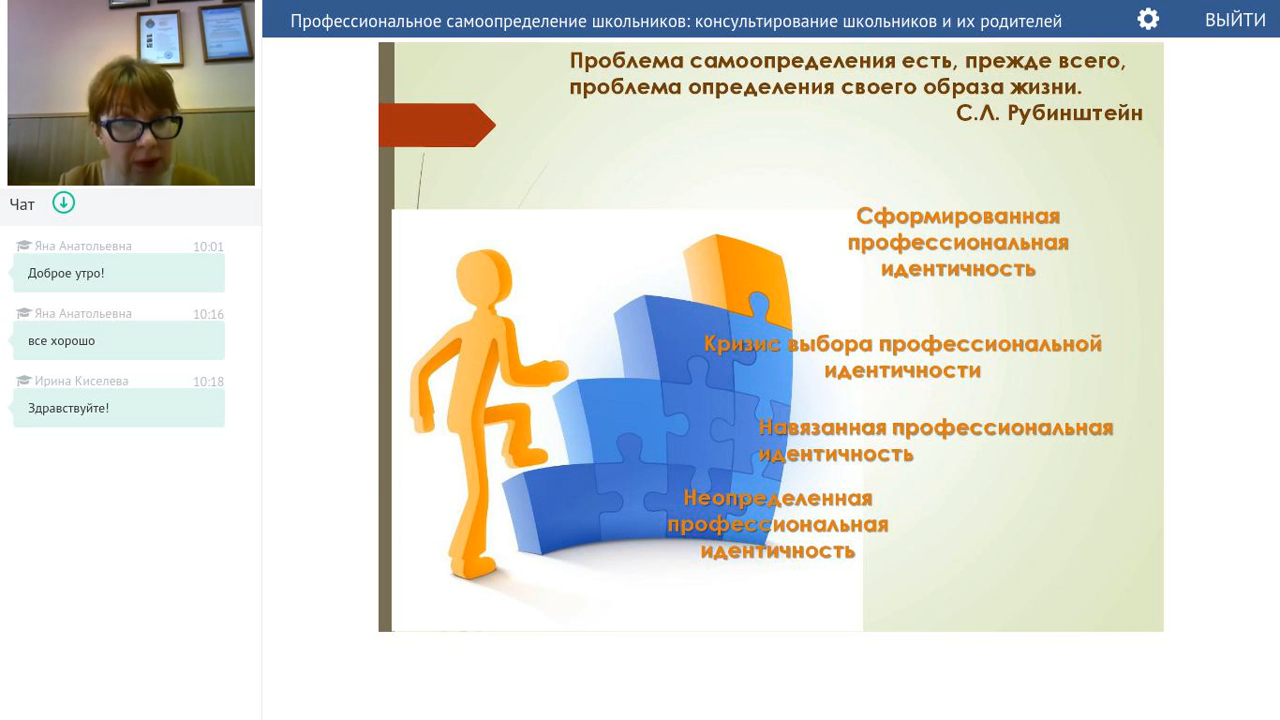 Профессиональное самоопределение школьников: консультирование школьников и их родителей
ВЫЙТИ
Чат
Яна Анатольевна 10:01
Доброе утро!
Яна Анатольевна 10:16
все хорошо
Ирина Киселева 10:18
Здравствуйте!
Проблема самоопределения есть, прежде всего,
проблема определения своего образа жизни.
С.Л. Рубинштейн
Сформированная
профессиональная
идентичность
Кризис выбора профессиональной
идентичности
Навязанная профессиональная
идентичность
Неопределенная
профессиональная
идентичность